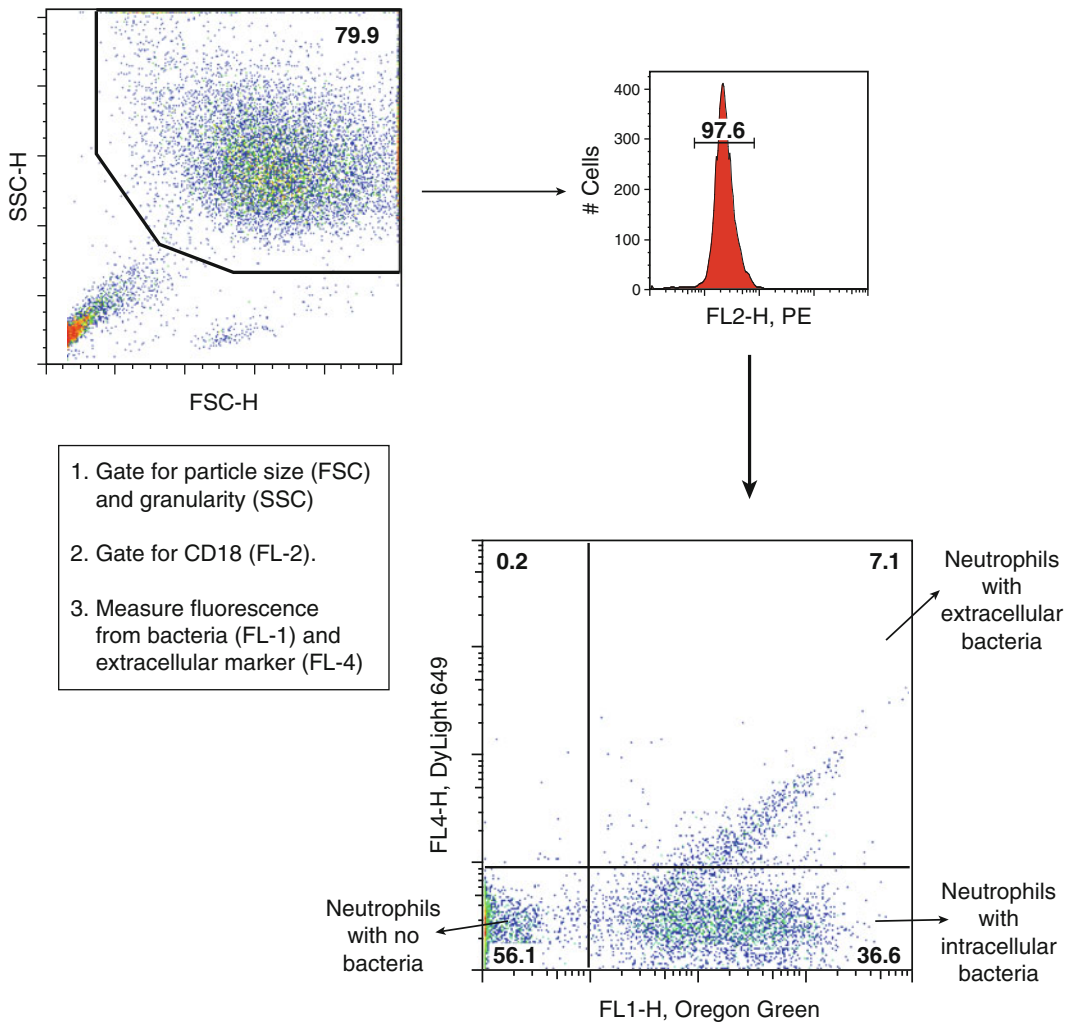 79.9
SSC-H
FSC-H
400
300
200
100
0
97.6
# Cells
FL2-H, PE
1. Gate for particle size (FSC)
and granularity (SSC)
2. Gate for CD18 (FL-2).
3. Measure fluorescence
from bacteria (FL-1) and
extracellular marker (FL-4)
0.2
7.1
Neutrophils
with
extracellular
bacteria
FL4-H, DyLight 649
Neutrophils
with no
bacteria
56.1
36.6
Neutrophils
with
intracellular
bacteria
FL1-H, Oregon Green